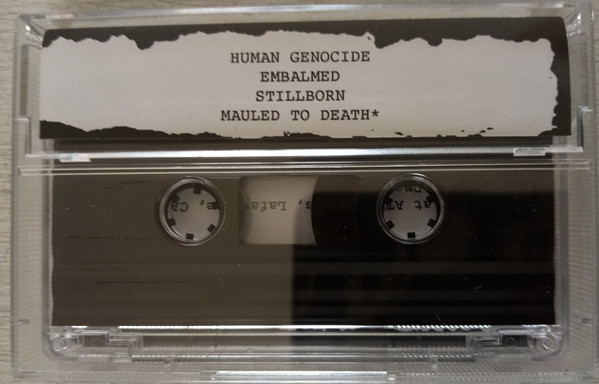 HUMAN GENOCIDE
EMBALMED
STILLBORN
MAULED TO DEATH*